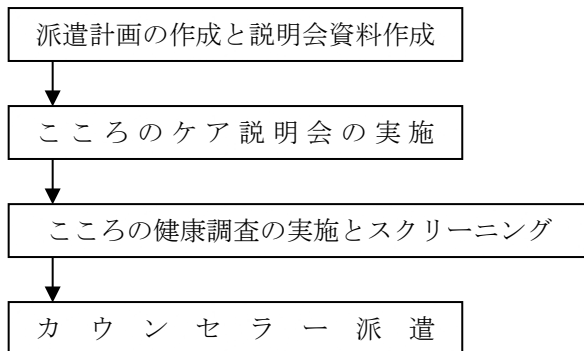 派遣計画の作成と説明会資料作成
こころのケア説明会の実施
こころの健康調査の実施とスクリーニング
カウンセラー派遣